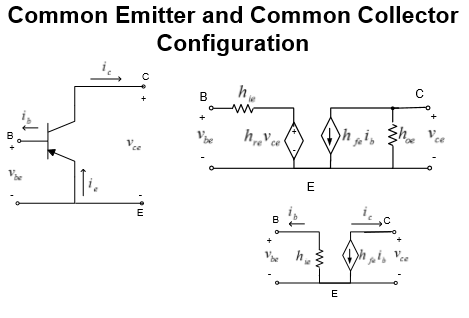 Common Emitter and Common Collector
Configuration
i_c
C
+
i_b
B
+
V_be
-
V_ce
i_e
-
E
B
+
V_be
-
h_ie
h_re V_ce
+
-
h_fe i_b
h_oe
C
+
V_ce
-
E
B
i_b
+
V_be
-
h_ie
i_c
C
h_fe i_b
+
V_ce
-
E